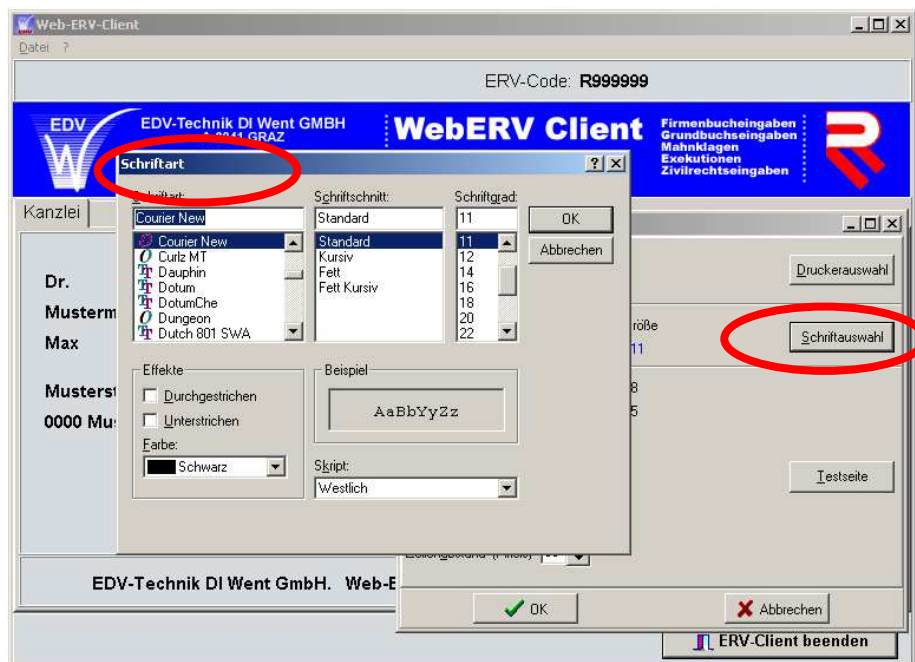 Web-ERV-Client
Datei ?
ERV-Code: R999999
EDV
W
EDV-Technik DI Went GMBH
GRAZ
WebERV Client
Firmenbucheingaben
Grundbuchseingaben
Mahnklagen
Exekutionen
Zivilrechtseingaben
Kanzlei
Dr.
Musterm
Max
Musterst
0000 Mu
Schriftart
Schriftart:
Courier New
Courier New
Curlz MT
Dauphin
Dotum
DotumChe
Dungeon
Dutch 801 SWA
Schriftschnitt:
Standard
Standard
Kursiv
Fett
Fett Kursiv
Schriftgrad:
11
11
12
14
16
18
20
22
OK
Abbrechen
Effekte
Durchgestrichen
Unterstrichen
Farbe:
Schwarz
Beispiel
AaBbYyZz
Skript:
Westlich
Druckerauswahl
röße
11
Schriftauswahl
8
5
Testseite
OK
Abbrechen
EDV-Technik DI Went GmbH. Web-E
ERV-Client beenden